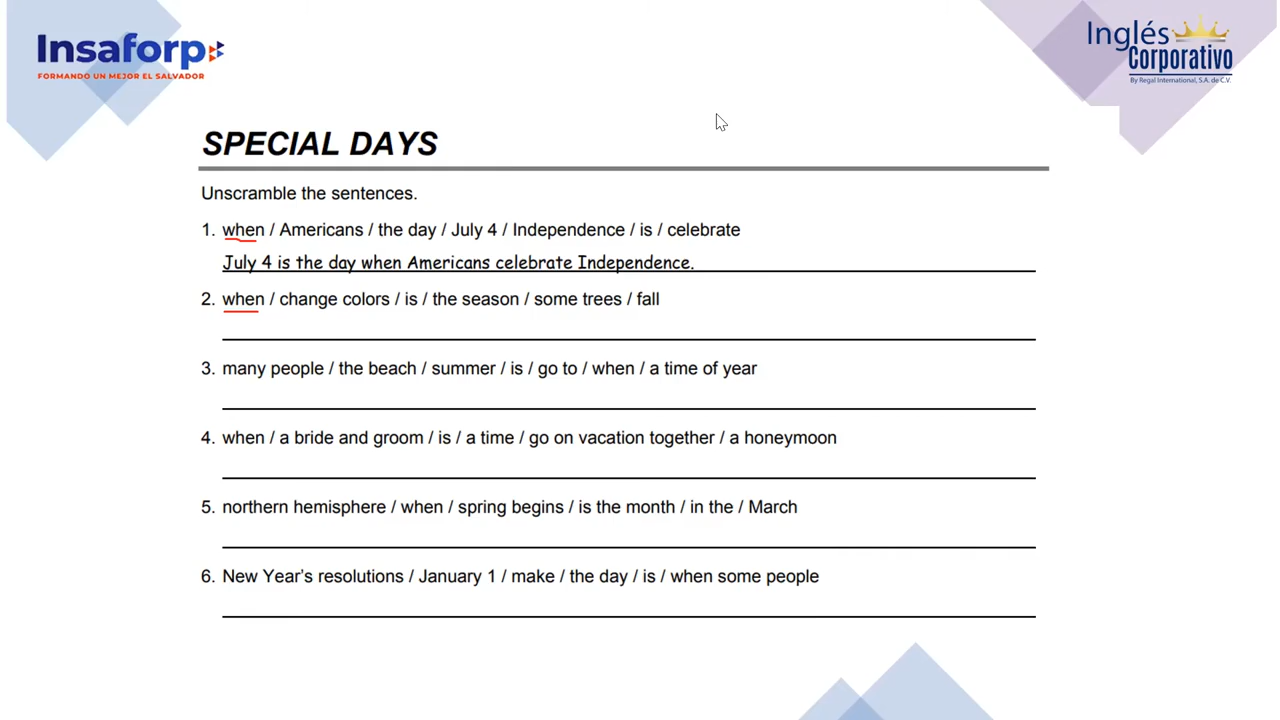 Insaforp
FORMANDO UN MEJOR EL SALVADOR
Inglés
Corporativo
By Regal International, S.A. de C.V.
SPECIAL DAYS
Unscramble the sentences.
1. when / Americans / the day / July 4 / Independence / is / celebrate
July 4 is the day when Americans celebrate Independence.
2. when / change colors / is / the season / some trees / fall
3. many people / the beach / summer / is / go to / when / a time of year
4. when / a bride and groom / is / a time / go on vacation together / a honeymoon
5. northern hemisphere / when / spring begins / is the month / in the / March
6. New Year’s resolutions / January 1 / make / the day / is / when some people